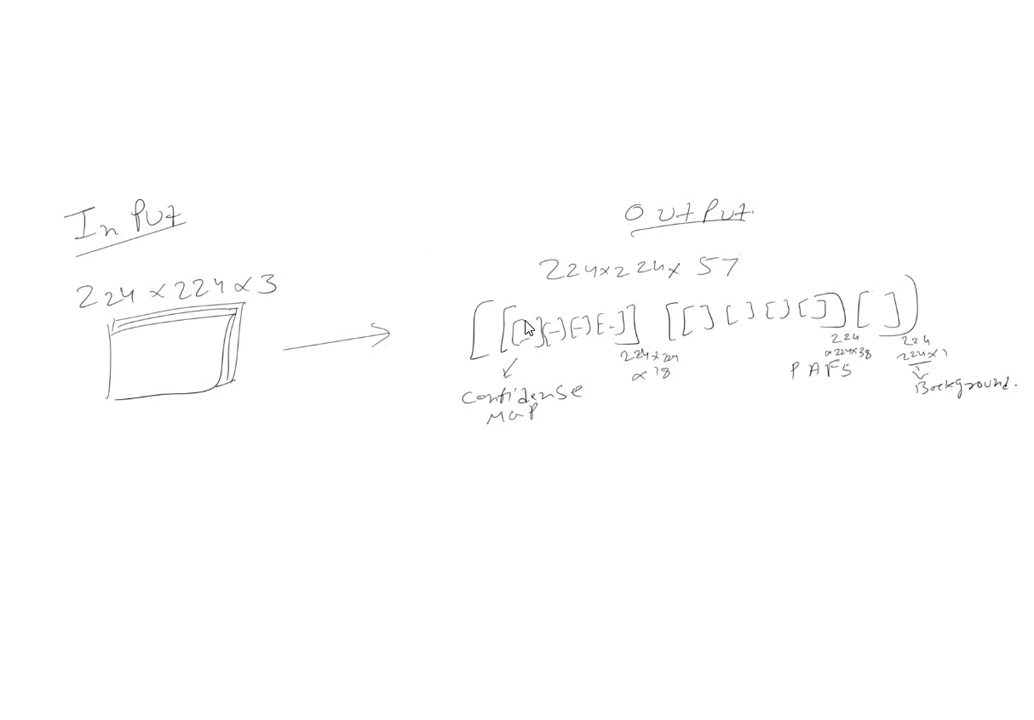 InPut
224 × 224 × 3
OutPut
224×224× 57
[ [ [-] [-] [-] [-] ] [ [ ] [ ] [ ] [ ] ] [ ] ]
224×224
×18
Confidense
Map
224
×224×38
PAFS
224
224×1
Background.